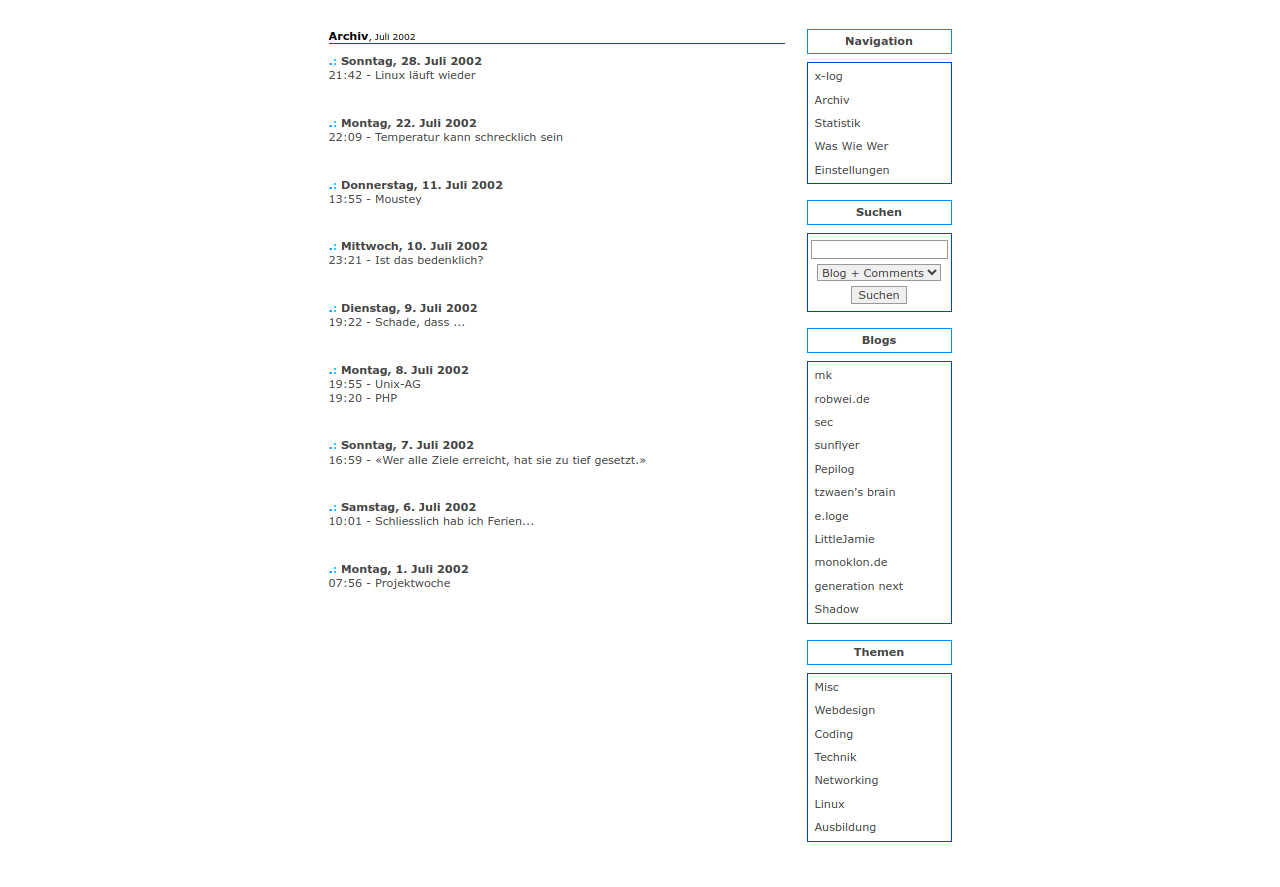 Archiv, Juli 2002
.: Sonntag, 28. Juli 2002
21:42 - Linux läuft wieder
.: Montag, 22. Juli 2002
22:09 - Temperatur kann schrecklich sein
.: Donnerstag, 11. Juli 2002
13:55 - Moustey
.: Mittwoch, 10. Juli 2002
23:21 - Ist das bedenklich?
.: Dienstag, 9. Juli 2002
19:22 - Schade, dass ...
.: Montag, 8. Juli 2002
19:55 - Unix-AG
19:20 - PHP
.: Sonntag, 7. Juli 2002
16:59 - «Wer alle Ziele erreicht, hat sie zu tief gesetzt.»
.: Samstag, 6. Juli 2002
10:01 - Schliesslich hab ich Ferien...
.: Montag, 1. Juli 2002
07:56 - Projektwoche
Navigation
x-log
Archiv
Statistik
Was Wie Wer
Einstellungen
Suchen
Blog + Comments
Suchen
Blogs
mk
robwei.de
sec
sunflyer
Pepilog
tzwaen's brain
e.loge
LittleJamie
monoklon.de
generation next
Shadow
Themen
Misc
Webdesign
Coding
Technik
Networking
Linux
Ausbildung